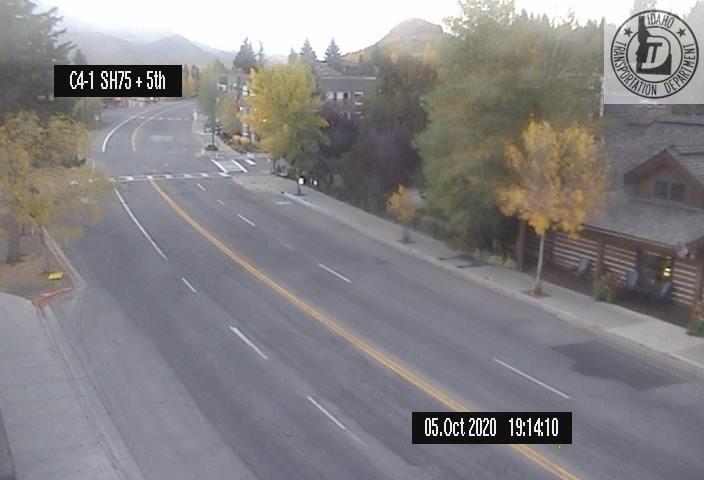 C4-1 SH75 + 5th
IDAHO
TRANSPORTATION DEPARTMENT
05.Oct 2020 19:14:10